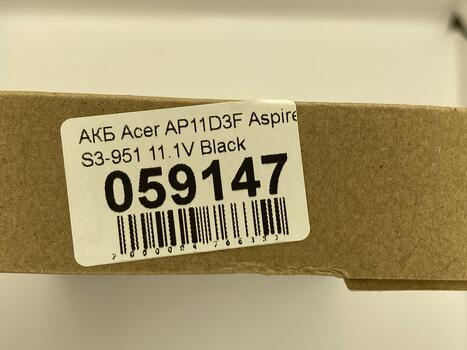 АКБ Acer AP11D3F Aspire
S3-951 11.1V Black
059147